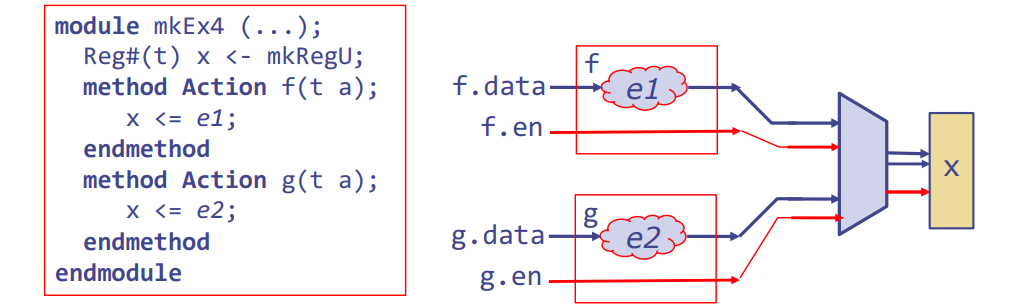 module mkEx4 (...);
Reg#(t) x <- mkRegU;
method Action f(t a);
x <= e1;
endmethod
method Action g(t a);
x <= e2;
endmethod
endmodule
f
f.data
e1
f.en
x
g
g.data
e2
g.en